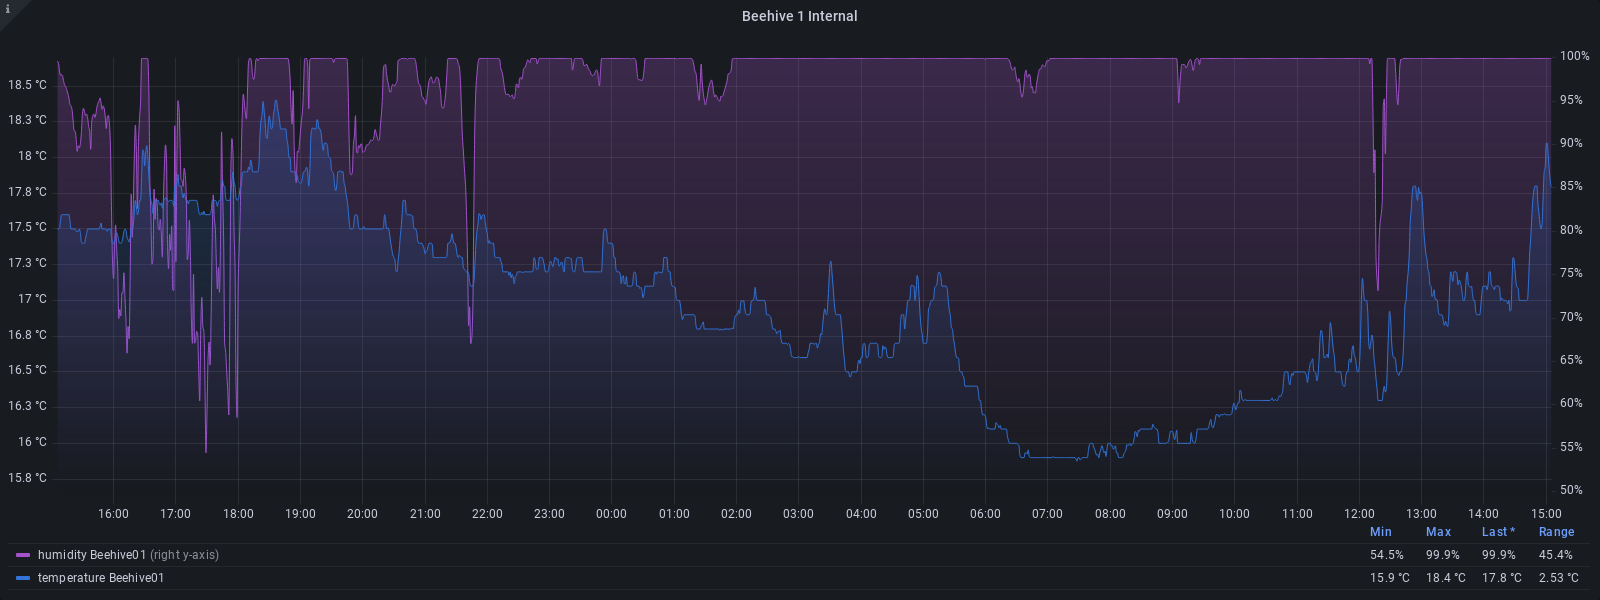 i
Beehive 1 Internal
18.5 °C
18.3 °C
18 °C
17.8 °C
17.5 °C
17.3 °C
17 °C
16.8 °C
16.5 °C
16.3 °C
16 °C
15.8 °C
100%
95%
90%
85%
80%
75%
70%
65%
60%
55%
50%
16:00 17:00 18:00 19:00 20:00 21:00 22:00 23:00 00:00 01:00 02:00 03:00 04:00 05:00 06:00 07:00 08:00 09:00 10:00 11:00 12:00 13:00 14:00 15:00
Min Max Last * Range
humidity Beehive01 (right y-axis) 54.5% 99.9% 99.9% 45.4%
temperature Beehive01 15.9 °C 18.4 °C 17.8 °C 2.53 °C